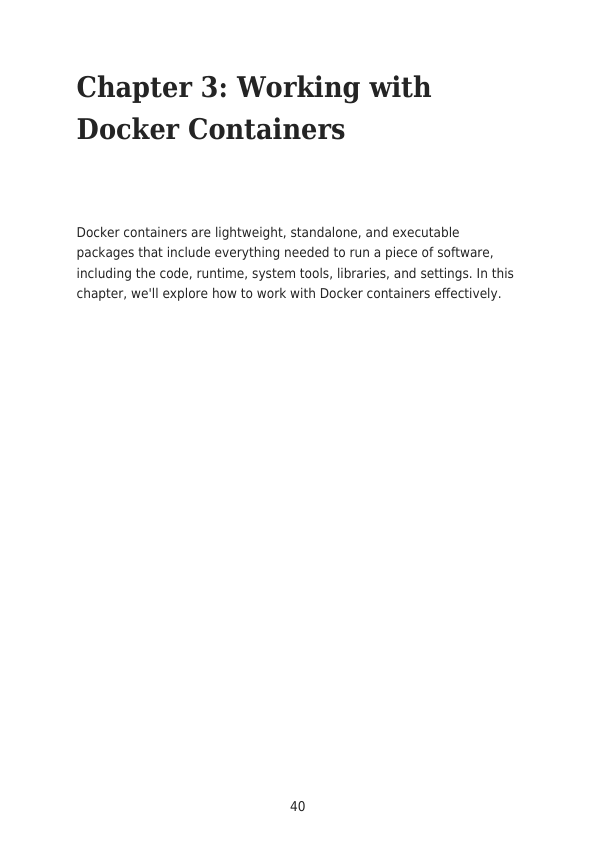 Chapter 3: Working with
Docker Containers
Docker containers are lightweight, standalone, and executable
packages that include everything needed to run a piece of software,
including the code, runtime, system tools, libraries, and settings. In this
chapter, we'll explore how to work with Docker containers effectively.
40